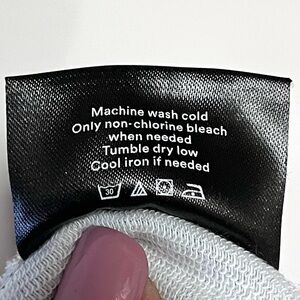 Machine wash cold
Only non-chlorine bleach
when needed
Tumble dry low
Cool iron if needed
30